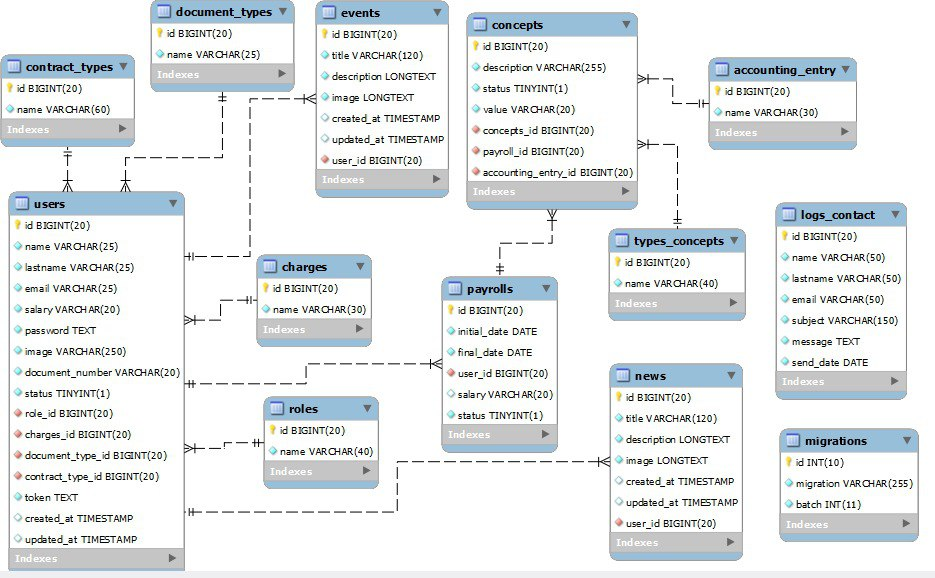 contract_types
id BIGINT(20)
name VARCHAR(60)
Indexes
document_types
id BIGINT(20)
name VARCHAR(25)
Indexes
events
id BIGINT(20)
title VARCHAR(120)
description LONGTEXT
image LONGTEXT
created_at TIMESTAMP
updated_at TIMESTAMP
user_id BIGINT(20)
Indexes
concepts
id BIGINT(20)
description VARCHAR(255)
status TINYINT(1)
value VARCHAR(20)
concepts_id BIGINT(20)
payroll_id BIGINT(20)
accounting_entry_id BIGINT(20)
Indexes
accounting_entry
id BIGINT(20)
name VARCHAR(30)
Indexes
users
id BIGINT(20)
name VARCHAR(25)
lastname VARCHAR(25)
email VARCHAR(25)
salary VARCHAR(20)
password TEXT
image VARCHAR(250)
document_number VARCHAR(20)
status TINYINT(1)
role_id BIGINT(20)
charges_id BIGINT(20)
document_type_id BIGINT(20)
contract_type_id BIGINT(20)
token TEXT
created_at TIMESTAMP
updated_at TIMESTAMP
Indexes
charges
id BIGINT(20)
name VARCHAR(30)
Indexes
roles
id BIGINT(20)
name VARCHAR(40)
Indexes
payrolls
id BIGINT(20)
initial_date DATE
final_date DATE
user_id BIGINT(20)
salary VARCHAR(20)
status TINYINT(1)
Indexes
types_concepts
id BIGINT(20)
name VARCHAR(40)
Indexes
news
id BIGINT(20)
title VARCHAR(120)
description LONGTEXT
image LONGTEXT
created_at TIMESTAMP
updated_at TIMESTAMP
user_id BIGINT(20)
Indexes
logs_contact
id BIGINT(20)
name VARCHAR(50)
lastname VARCHAR(50)
email VARCHAR(50)
subject VARCHAR(150)
message TEXT
send_date DATE
Indexes
migrations
id INT(10)
migration VARCHAR(255)
batch INT(11)
Indexes